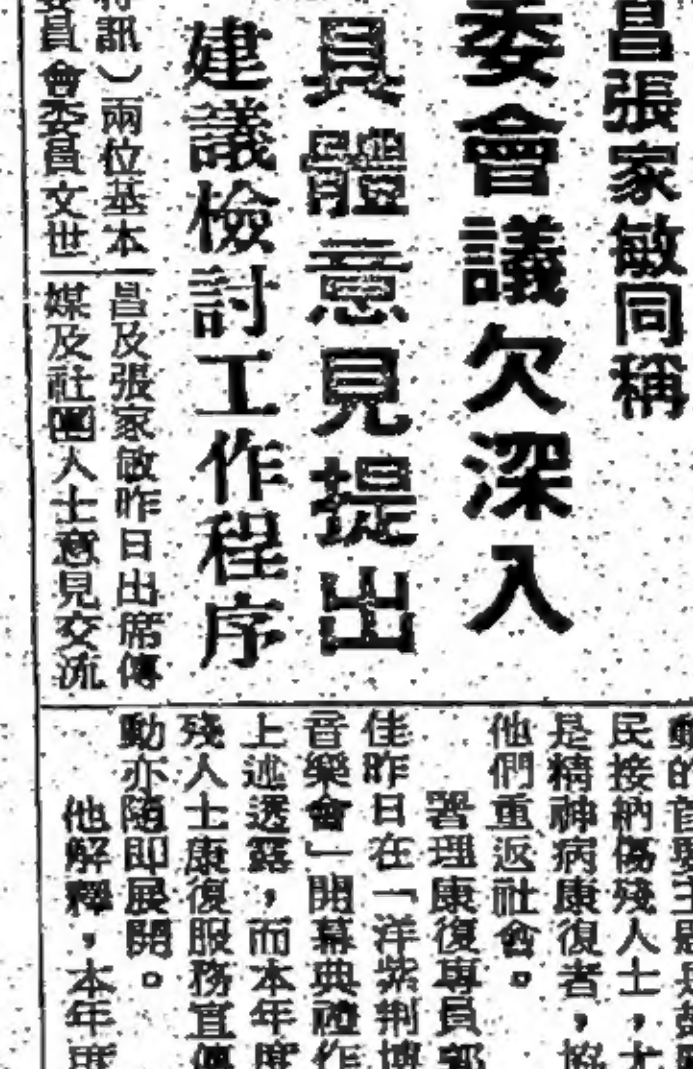 昌張家敏同稱
委會議欠深入
具體意見提出
建議檢討工作程序
特訊）兩位基本
委員會委員文世
昌及張家敏昨日出席傳
媒及社團人士意見交流
民接納傷殘人士，尤
是精神病康復者，協
他們重返社會。
署理康復專員郭
佳昨日在「洋紫荊博
音樂會」開幕典禮作
上述透露，而本年度
殘人士康復服務宣傳
動亦隨即展開。
他解釋，本年度